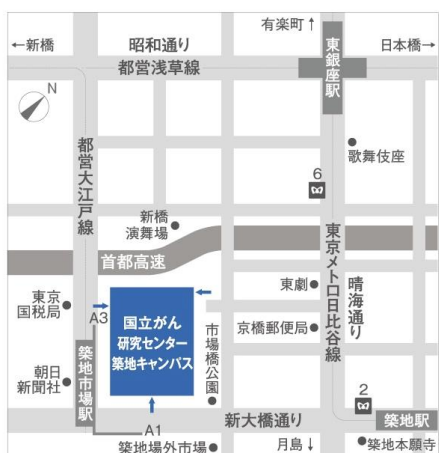 有楽町↑
←新橋
昭和通り
日本橋→
都営浅草線
東銀座駅
N
歌舞伎座
都営大江戸線
6
新橋
演舞場
首都高速
東京メトロ日比谷線
晴海通り
東劇
東京
国税局
A3
国立がん
研究センター
築地キャンパス
市場橋公園
京橋郵便局
朝日
新聞社
築地市場駅
2
新大橋通り
築地駅
A1
築地場外市場
月島↓
築地本願寺